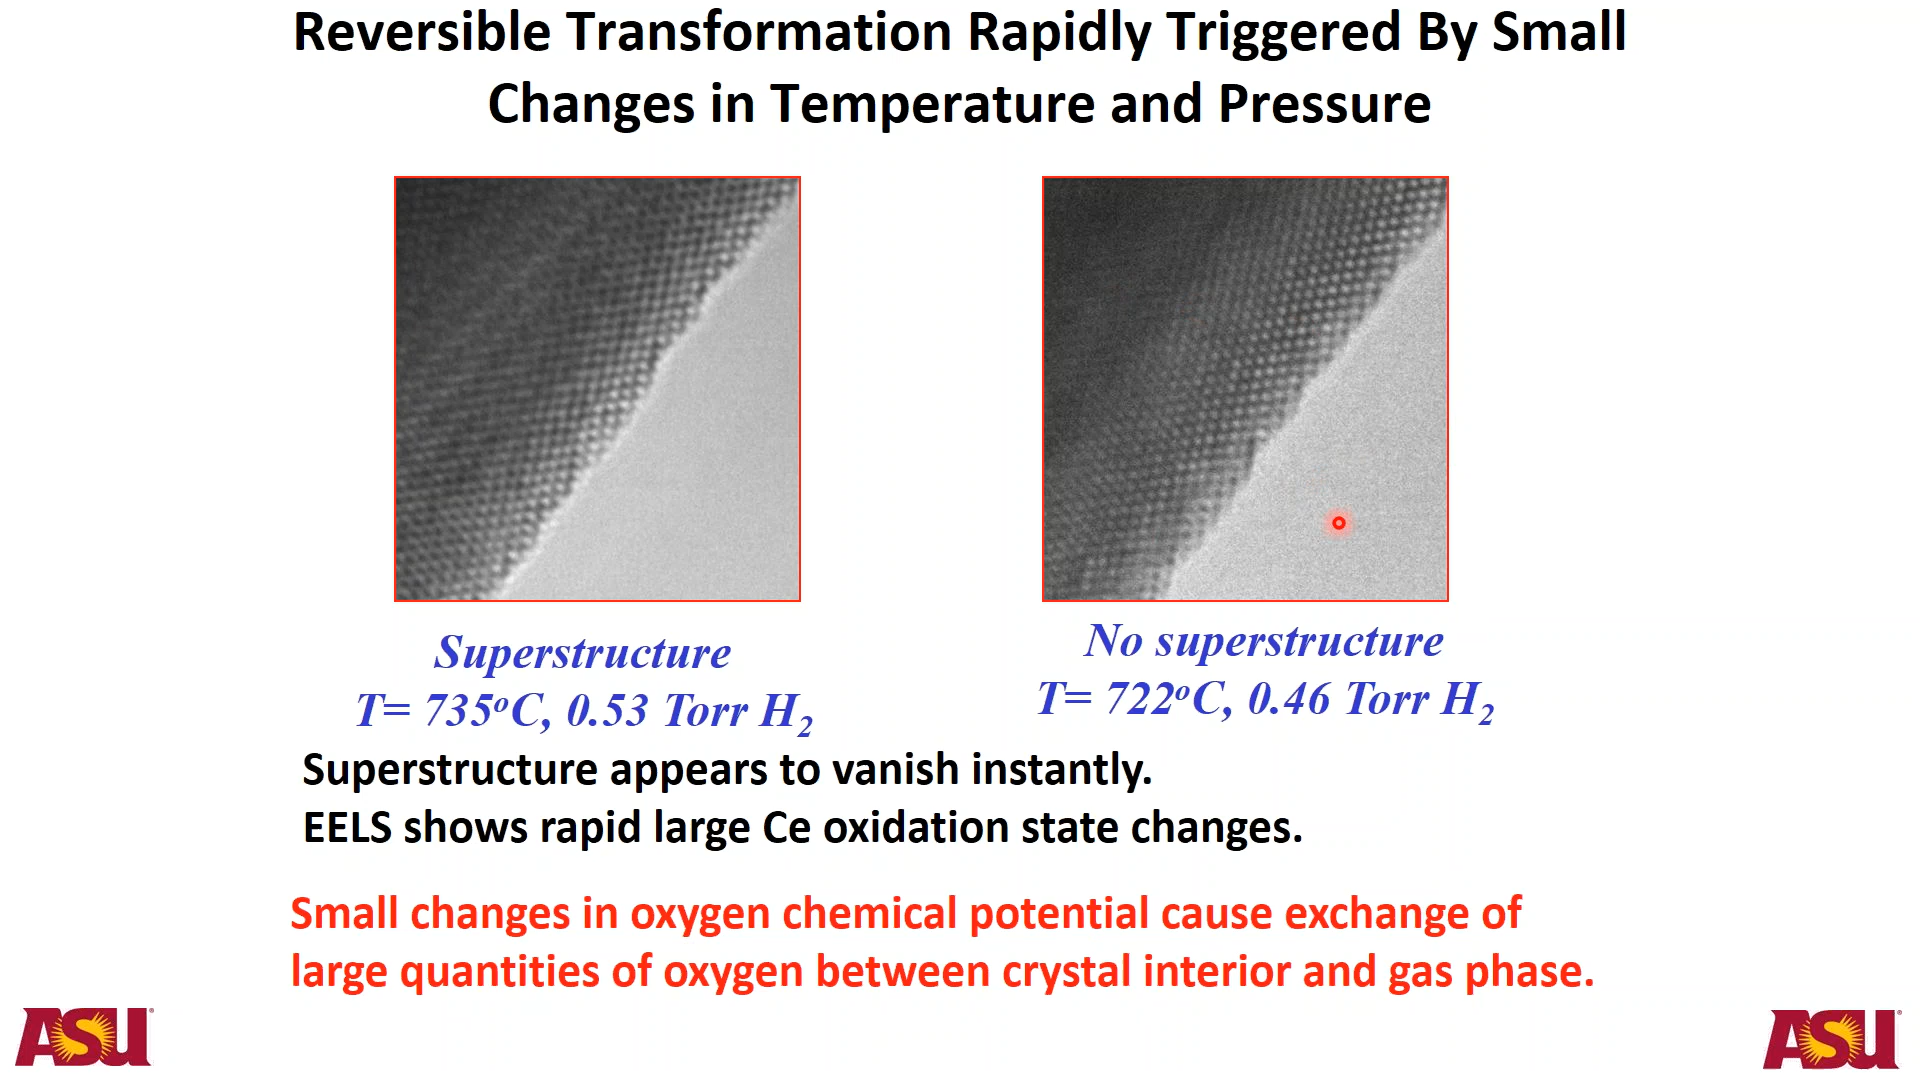 Reversible Transformation Rapidly Triggered By Small
Changes in Temperature and Pressure
Superstructure
T= 735ºC, 0.53 Torr H₂
No superstructure
T= 722ºC, 0.46 Torr H₂
Superstructure appears to vanish instantly.
EELS shows rapid large Ce oxidation state changes.
Small changes in oxygen chemical potential cause exchange of
large quantities of oxygen between crystal interior and gas phase.
ASU
ASU